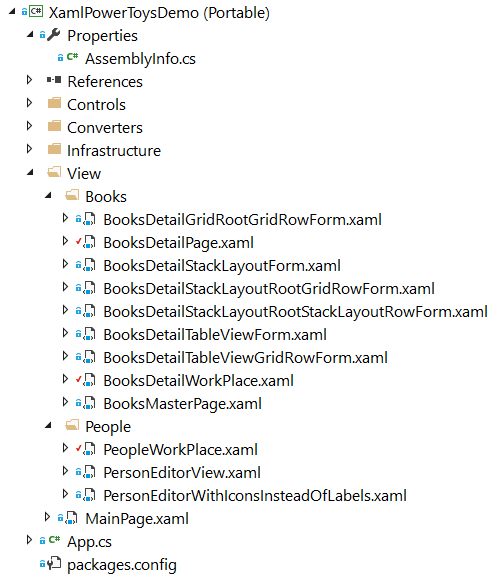 C# XamlPowerToysDemo (Portable)
Properties
C# AssemblyInfo.cs
References
Controls
Converters
Infrastructure
View
Books
BooksDetailGridRootGridRowForm.xaml
BooksDetailPage.xaml
BooksDetailStackLayoutForm.xaml
BooksDetailStackLayoutRootGridRowForm.xaml
BooksDetailStackLayoutRootStackLayoutRowForm.xaml
BooksDetailTableViewForm.xaml
BooksDetailTableViewGridRowForm.xaml
BooksDetailWorkPlace.xaml
BooksMasterPage.xaml
People
PeopleWorkPlace.xaml
PersonEditorView.xaml
PersonEditorWithIconsInsteadOfLabels.xaml
MainPage.xaml
C# App.cs
packages.config